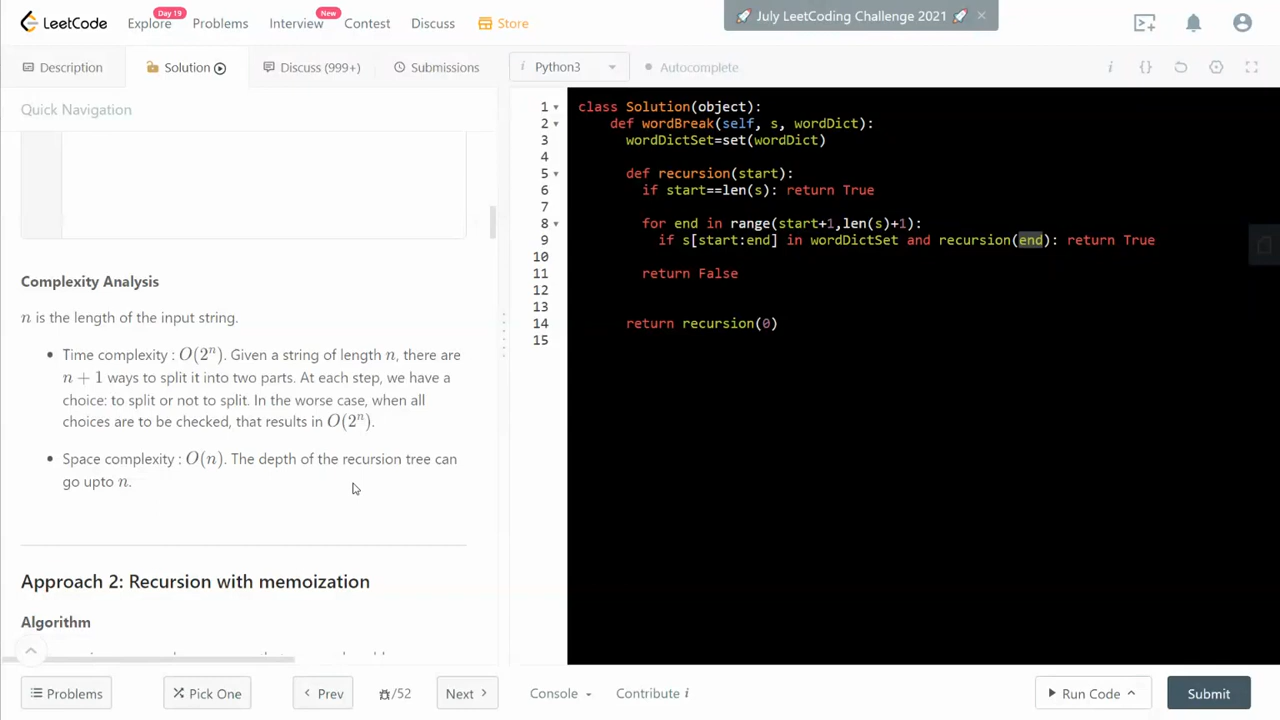 LeetCode
Explore
Day 19
Problems
Interview
New
Contest
Discuss
Store
🚀 July LeetCoding Challenge 2021 🚀 ×
Description
Solution
Discuss (999+)
Submissions
i Python3
Autocomplete
i {}
Quick Navigation
Complexity Analysis
n is the length of the input string.
• Time complexity : O(2ⁿ). Given a string of length n, there are
n + 1 ways to split it into two parts. At each step, we have a
choice: to split or not to split. In the worse case, when all
choices are to be checked, that results in O(2ⁿ).
• Space complexity : O(n). The depth of the recursion tree can
go upto n.
Approach 2: Recursion with memoization
Algorithm
1 class Solution(object):
2 def wordBreak(self, s, wordDict):
3 wordDictSet=set(wordDict)
4
5 def recursion(start):
6 if start==len(s): return True
7
8 for end in range(start+1,len(s)+1):
9 if s[start:end] in wordDictSet and recursion(end): return True
10
11 return False
12
13
14 return recursion(0)
15
Problems
Pick One
Prev
/52
Next
Console
Contribute i
Run Code
Submit